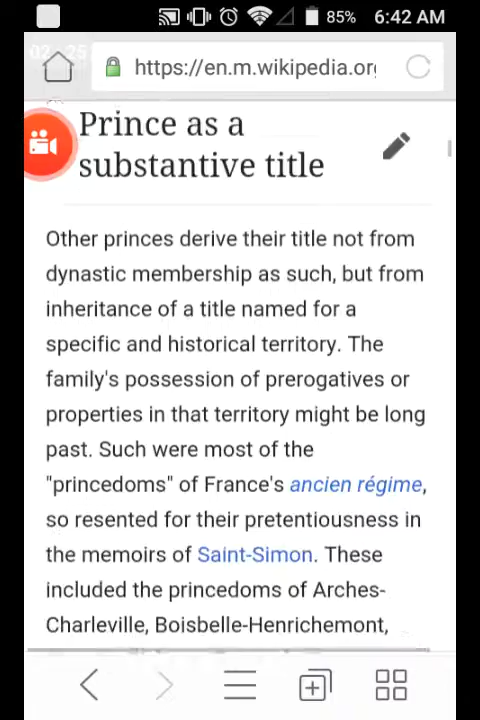 85% 6:42 AM
https://en.m.wikipedia.org
Prince as a
substantive title
Other princes derive their title not from
dynastic membership as such, but from
inheritance of a title named for a
specific and historical territory. The
family's possession of prerogatives or
properties in that territory might be long
past. Such were most of the
"princedoms" of France's ancien régime,
so resented for their pretentiousness in
the memoirs of Saint-Simon. These
included the princedoms of Arches-
Charleville, Boisbelle-Henrichemont,